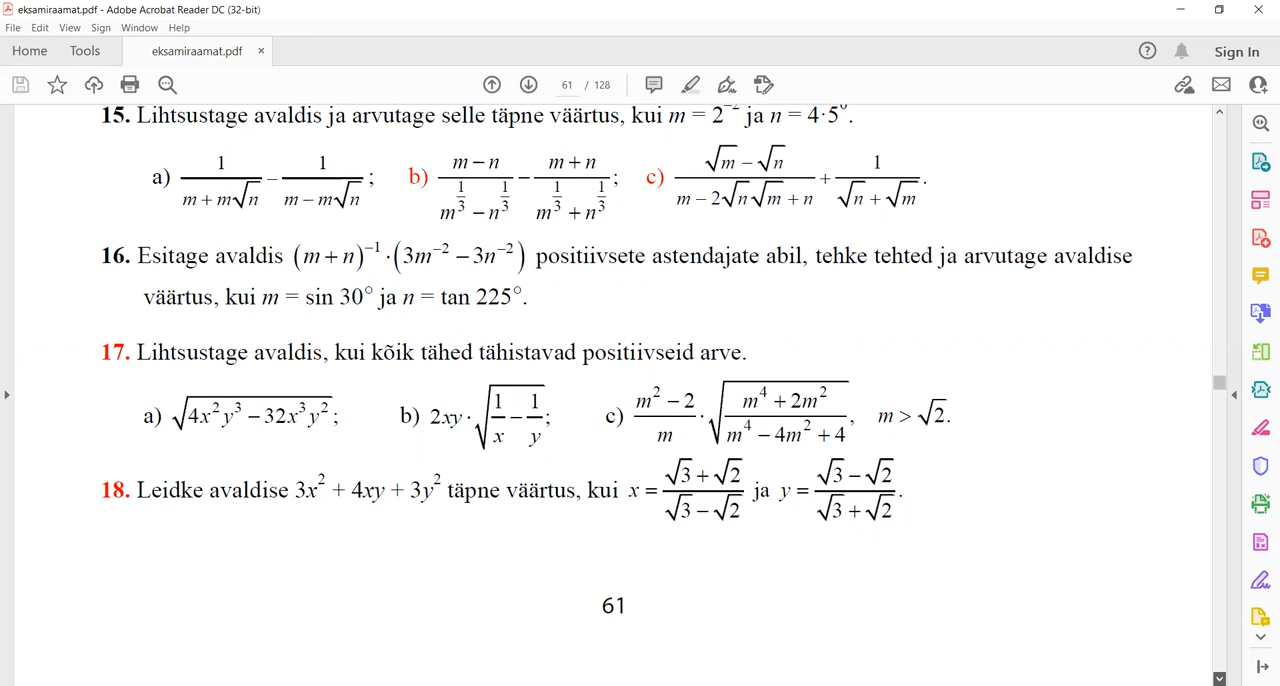 eksamiraamat.pdf - Adobe Acrobat Reader DC (32-bit)
File Edit View Sign Window Help
Home Tools eksamiraamat.pdf × Sign In
61 / 128
15. Lihtsustage avaldis ja arvutage selle täpne väärtus, kui m = 2⁻² ja n = 4·5⁰.
a) 1/(m + m√n) − 1/(m − m√n); b) (m − n)/(m^(1/3) − n^(1/3)) − (m + n)/(m^(1/3) + n^(1/3)); c) (√m − √n)/(m − 2√n√m + n) + 1/(√n + √m).
16. Esitage avaldis (m + n)⁻¹ · (3m⁻² − 3n⁻²) positiivsete astendajate abil, tehke tehted ja arvutage avaldise
väärtus, kui m = sin 30° ja n = tan 225°.
17. Lihtsustage avaldis, kui kõik tähed tähistavad positiivseid arve.
a) √(4x²y³ − 32x³y²); b) 2xy · √(1/x − 1/y); c) (m² − 2)/m · √((m⁴ + 2m²)/(m⁴ − 4m² + 4)), m > √2.
18. Leidke avaldise 3x² + 4xy + 3y² täpne väärtus, kui x = (√3 + √2)/(√3 − √2) ja y = (√3 − √2)/(√3 + √2).
61